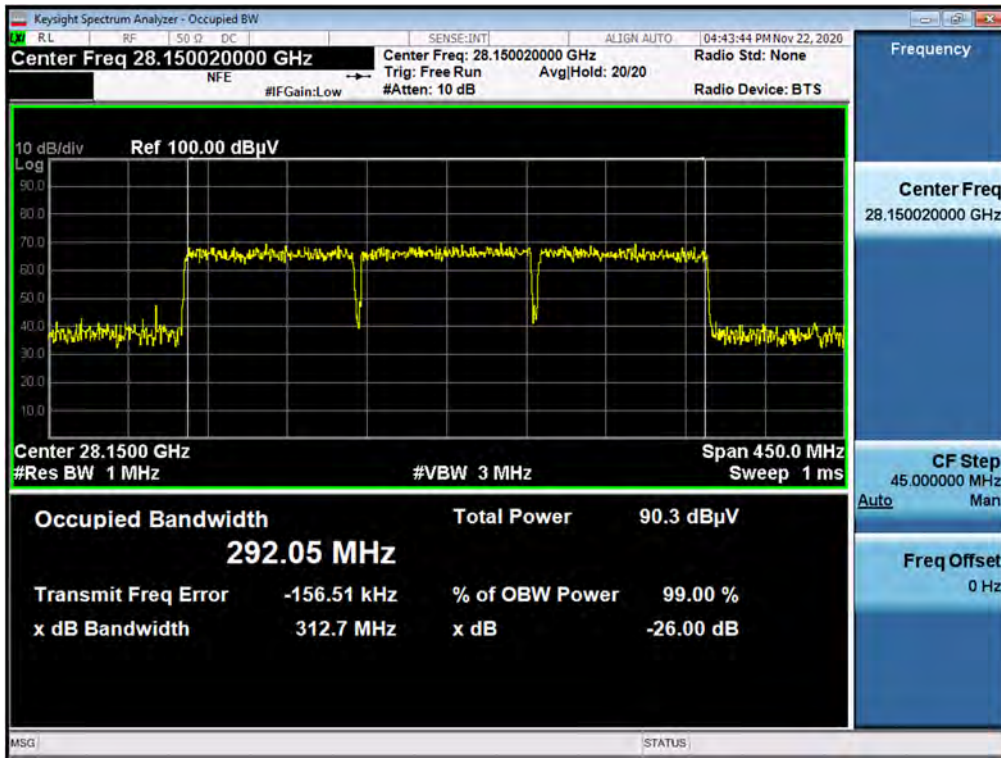 Keysight Spectrum Analyzer - Occupied BW
LXI RL RF 50 Ω DC SENSE:INT ALIGN AUTO 04:43:44 PM Nov 22, 2020
Center Freq 28.150020000 GHz
NFE
#IFGain:Low
Center Freq: 28.150020000 GHz
Trig: Free Run Avg|Hold: 20/20
#Atten: 10 dB
Radio Std: None
Radio Device: BTS
10 dB/div Ref 100.00 dBµV
Log
90.0
80.0
70.0
60.0
50.0
40.0
30.0
20.0
10.0
Center 28.1500 GHz Span 450.0 MHz
#Res BW 1 MHz #VBW 3 MHz Sweep 1 ms
Occupied Bandwidth Total Power 90.3 dBµV
292.05 MHz
Transmit Freq Error -156.51 kHz % of OBW Power 99.00 %
x dB Bandwidth 312.7 MHz x dB -26.00 dB
MSG STATUS
Frequency
Center Freq
28.150020000 GHz
CF Step
45.000000 MHz
Auto Man
Freq Offset
0 Hz